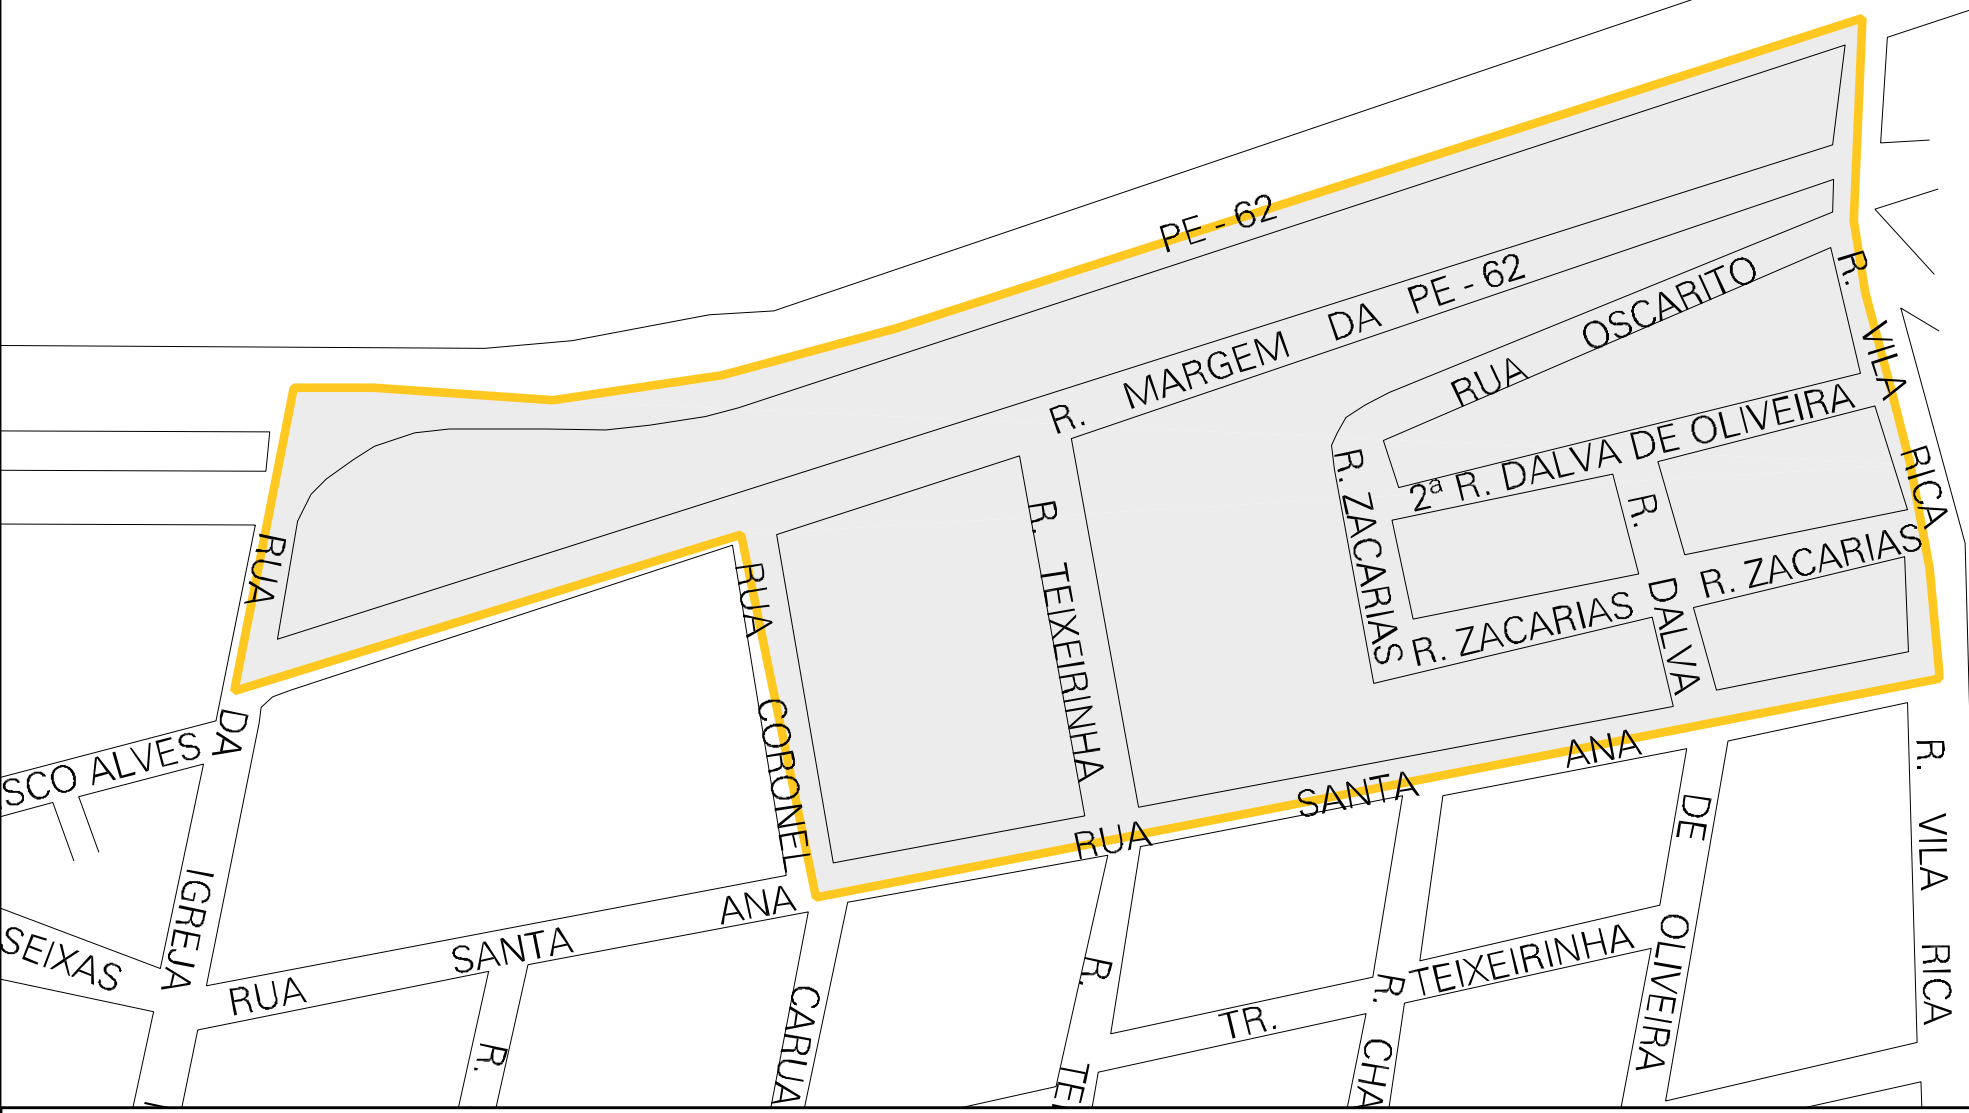 PE - 62
R. MARGEM DA PE - 62
RUA OSCARITO
R. VILA RICA
2ª R. DALVA DE OLIVEIRA
R. ZACARIAS
R. ZACARIAS
R. ZACARIAS
R. TEIXEIRINHA
R. DALVA DE OLIVEIRA
RUA DA IGREJA
RUA CORONEL CARUA
SCO ALVES
SEIXAS
RUA SANTA ANA
RUA SANTA ANA
R.
R. TE
TR. TEIXEIRINHA
R. CHA
R. VILA RICA